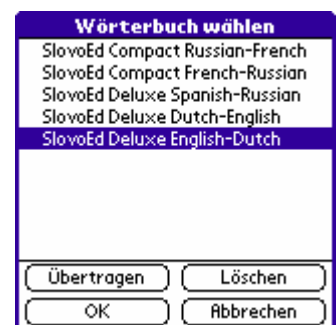 Wörterbuch wählen
SlovoEd Compact Russian-French
SlovoEd Compact French-Russian
SlovoEd Deluxe Spanish-Russian
SlovoEd Deluxe Dutch-English
SlovoEd Deluxe English-Dutch
Übertragen Löschen
OK Abbrechen